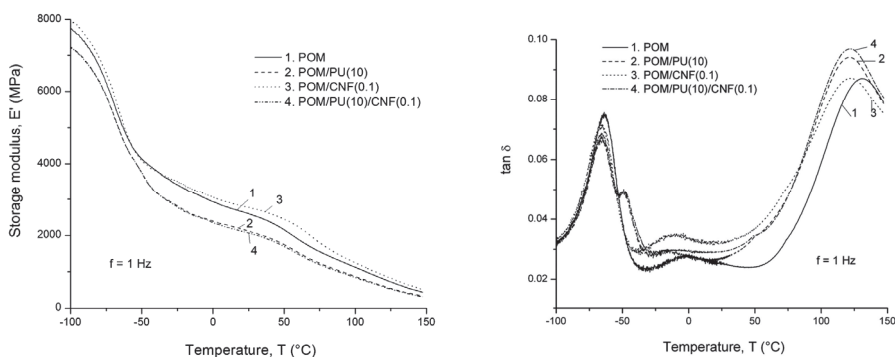 8000
6000
4000
2000
0
Storage modulus, E' (MPa)
1. POM
2. POM/PU(10)
3. POM/CNF(0.1)
4. POM/PU(10)/CNF(0.1)
1
3
2
4
f = 1 Hz
-100
-50
0
50
100
150
Temperature, T (°C)
0.10
0.08
0.06
0.04
0.02
tan δ
1. POM
2. POM/PU(10)
3. POM/CNF(0.1)
4. POM/PU(10)/CNF(0.1)
4
2
1
3
f = 1 Hz
-100
-50
0
50
100
150
Temperature, T (°C)